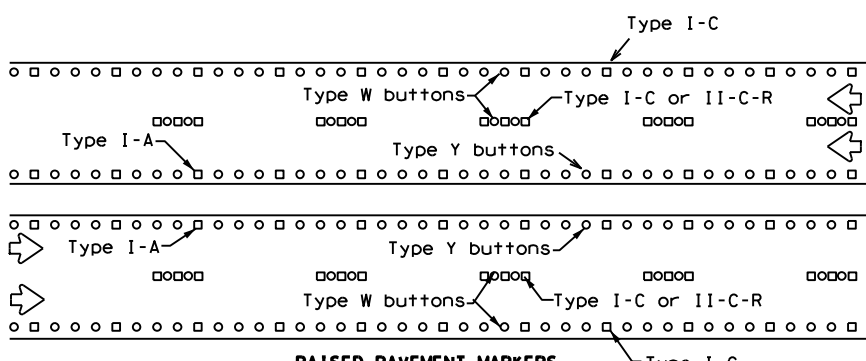 Type I-C
Type W buttons
Type I-C or II-C-R
Type I-A
Type Y buttons
Type I-A
Type Y buttons
Type W buttons
Type I-C or II-C-R
RAISED PAVEMENT MARKERS
Type I-C